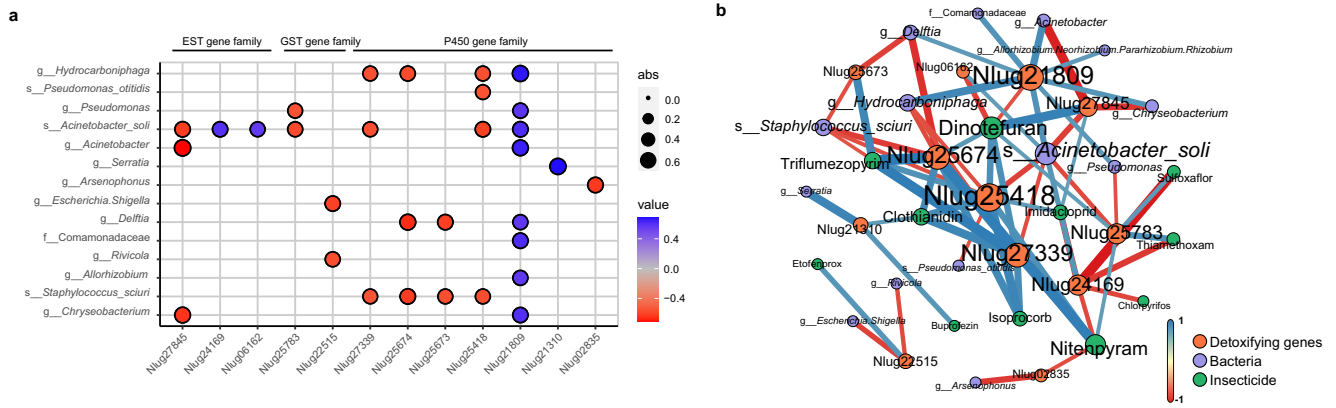 a
EST gene family
GST gene family
P450 gene family
g__Hydrocarboniphaga
s__Pseudomonas_otitidis
g__Pseudomonas
s__Acinetobacter_soli
g__Acinetobacter
g__Serratia
g__Arsenophonus
g__Escherichia.Shigella
g__Delftia
f__Comamonadaceae
g__Rivicola
g__Allorhizobium
s__Staphylococcus_sciuri
g__Chryseobacterium
Nlug27845
Nlug24169
Nlug06162
Nlug25783
Nlug22515
Nlug27339
Nlug25674
Nlug25673
Nlug25418
Nlug21809
Nlug21310
Nlug02835
abs
0.0
0.2
0.4
0.6
value
0.4
0.0
−0.4
b
f__Comamonadaceae
g__Acinetobacter
g__Delftia
g__Allorhizobium.Neorhizobium.Pararhizobium.Rhizobium
Nlug25673
Nlug06162
Nlug21809
g__Hydrocarboniphaga
Nlug27845
g__Chryseobacterium
s__Staphylococcus_sciuri
Dinotefuran
Triflumezopyrim
Nlug25674
s__Acinetobacter_soli
g__Pseudomonas
Sulfoxaflor
g__Serratia
Nlug25418
Clothianidin
Imidacloprid
Nlug21310
Nlug25783
Thiamethoxam
Etofenprox
Nlug27339
s__Pseudomonas_otitidis
g__Rivicola
Nlug24169
Chlorpyrifos
g__Escherichia.Shigella
Buprofezin
Isoprocorb
Nlug22515
Nitenpyram
g__Arsenophonus
Nlug02835
1
-1
Detoxifying genes
Bacteria
Insecticide